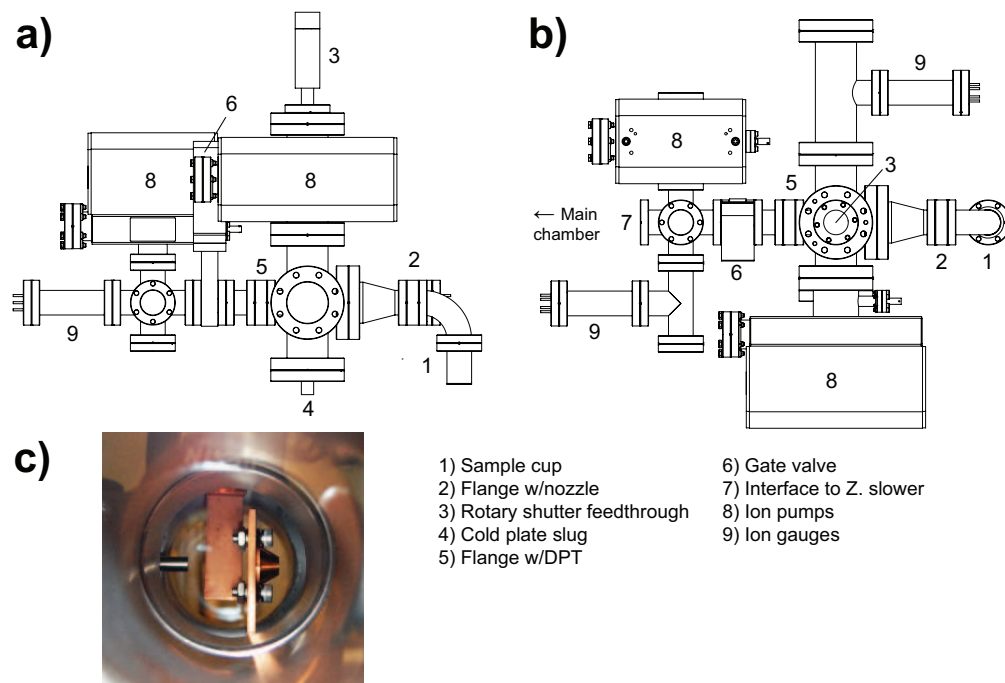 a)
3
6
8
8
5
2
9
1
4
b)
9
8
3
5
7
← Main
chamber
6
2
1
9
8
c)
1) Sample cup
2) Flange w/nozzle
3) Rotary shutter feedthrough
4) Cold plate slug
5) Flange w/DPT
6) Gate valve
7) Interface to Z. slower
8) Ion pumps
9) Ion gauges